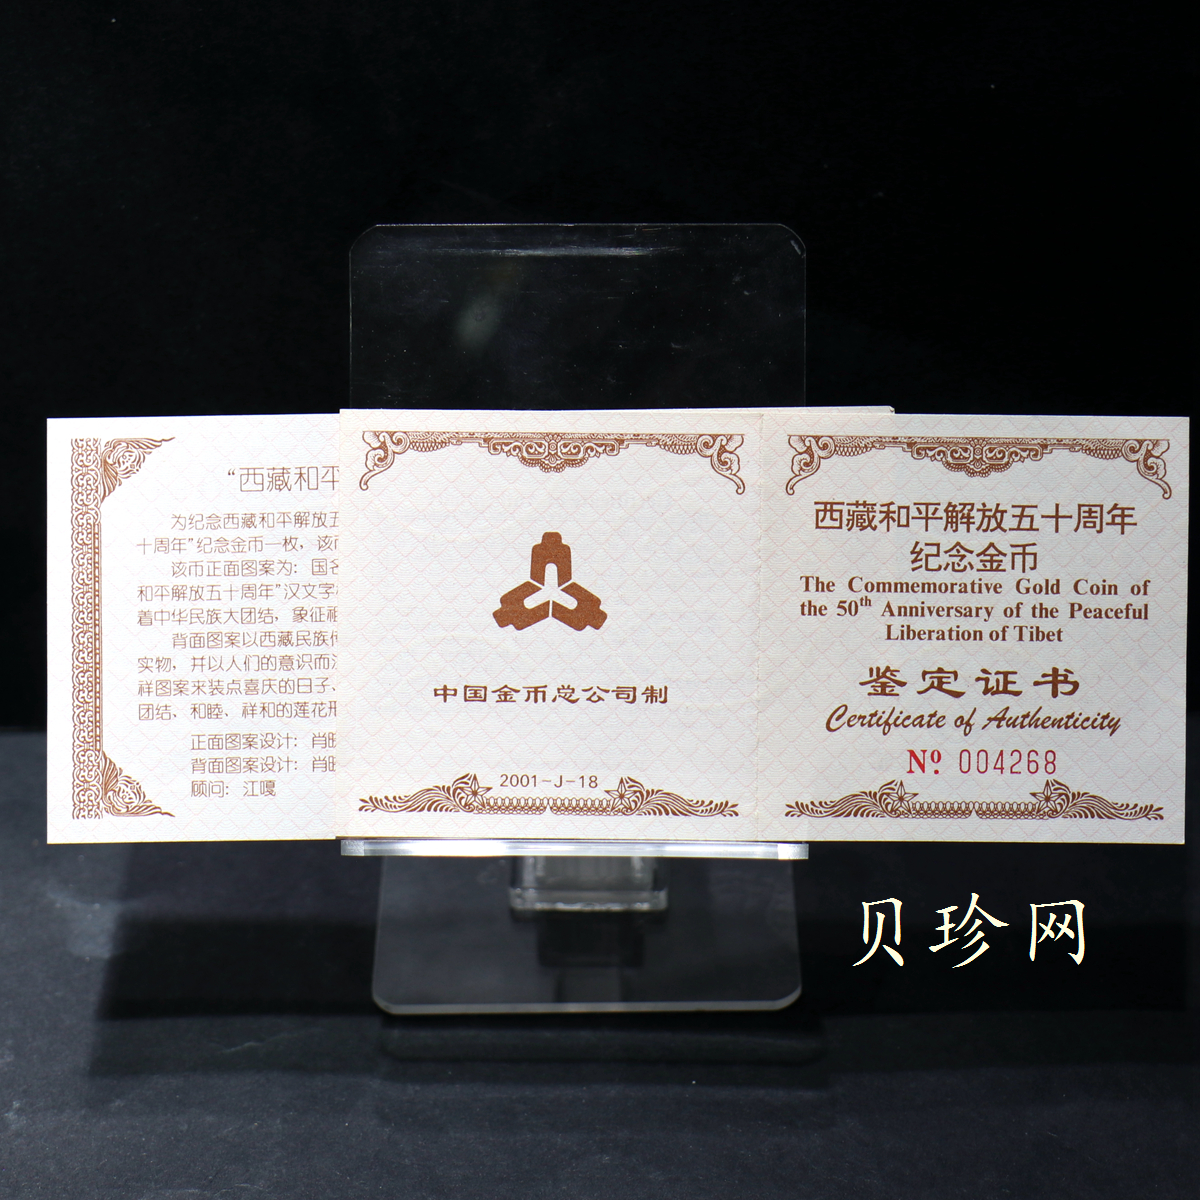 “西藏和平
为纪念西藏和平解放五
十周年”纪念金币一枚，该币
该币正面图案为：国名
和平解放五十周年”汉文字
着中华民族大团结，象征祥
背面图案以西藏民族传
实物，并以人们的意识而
祥图案来装点喜庆的日子、
团结、和睦、祥和的莲花形
正面图案设计：肖
背面图案设计：肖
顾问：江嘎
中国金币总公司制
2001-J-18
西藏和平解放五十周年
纪念金币
The Commemorative Gold Coin of
the 50th Anniversary of the Peaceful
Liberation of Tibet
鉴定证书
Certificate of Authenticity
Nº 004268
贝珍网